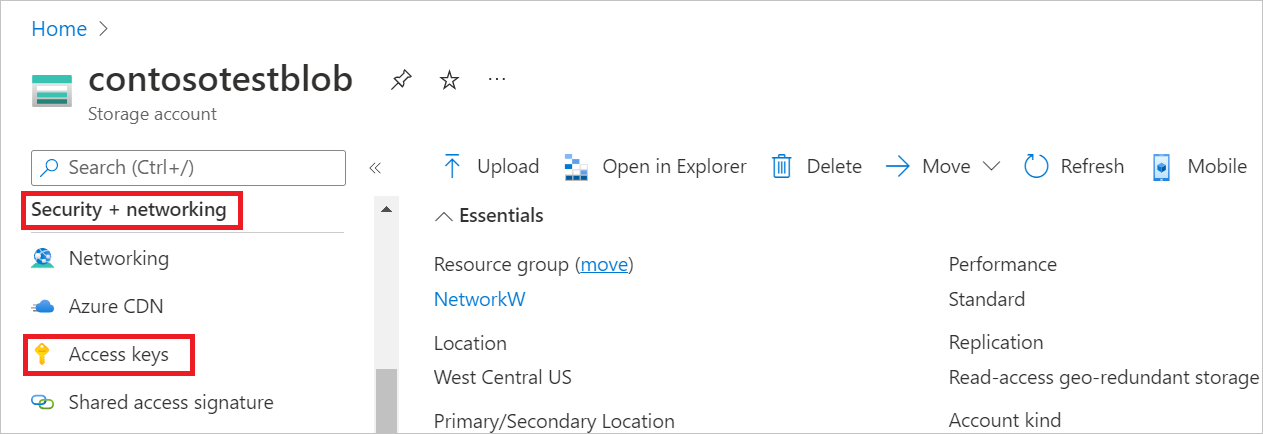 Home >
contosotestblob ...
Storage account
Search (Ctrl+/) «
Upload Open in Explorer Delete Move Refresh Mobile
Security + networking
Networking
Azure CDN
Access keys
Shared access signature
Essentials
Resource group (move)
NetworkW
Location
West Central US
Primary/Secondary Location
Performance
Standard
Replication
Read-access geo-redundant storage
Account kind